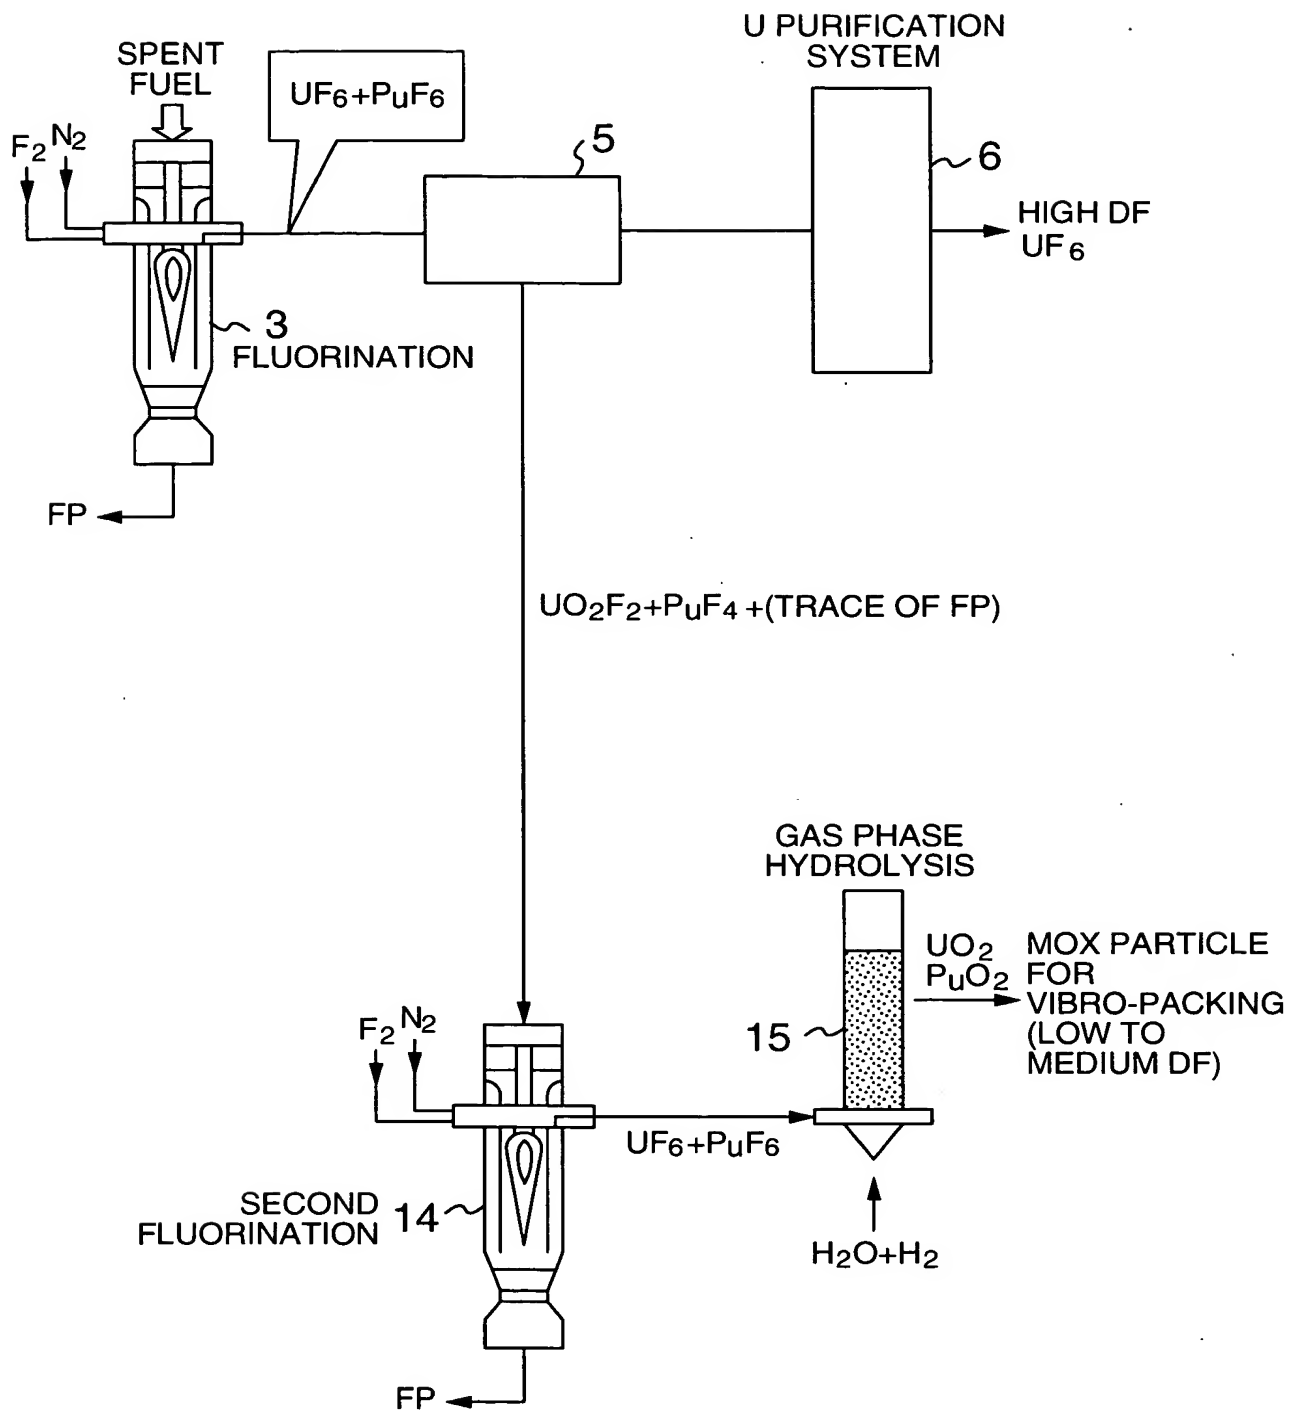 U PURIFICATION
SYSTEM
SPENT
FUEL
UF6+PuF6
F2
N2
5
6
HIGH DF
UF6
3
FLUORINATION
FP
UO2F2+PuF4+(TRACE OF FP)
GAS PHASE
HYDROLYSIS
UO2
PuO2
MOX PARTICLE
FOR
VIBRO-PACKING
(LOW TO
MEDIUM DF)
F2
N2
15
UF6+PuF6
SECOND
FLUORINATION
14
H2O+H2
FP